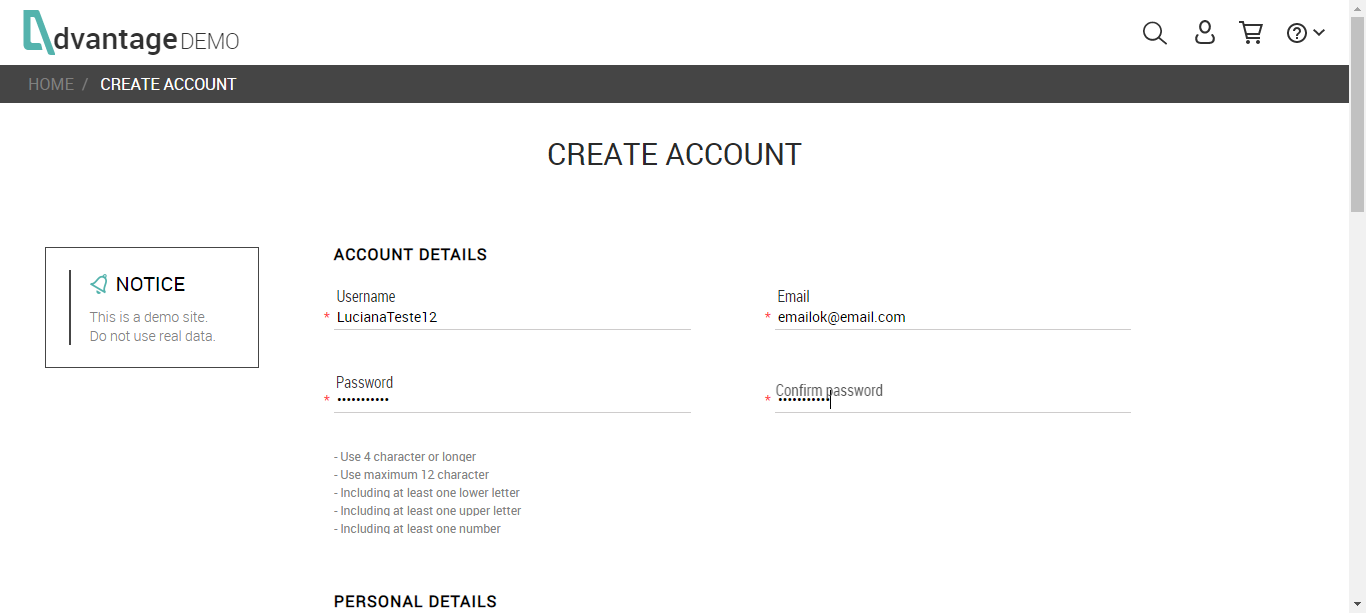 dvantage DEMO
HOME / CREATE ACCOUNT
CREATE ACCOUNT
NOTICE
This is a demo site.
Do not use real data.
ACCOUNT DETAILS
Username Email
* LucianaTeste12 * emailok@email.com
Password Confirm password
* ••••••••••• * •••••••••••
- Use 4 character or longer
- Use maximum 12 character
- Including at least one lower letter
- Including at least one upper letter
- Including at least one number
PERSONAL DETAILS